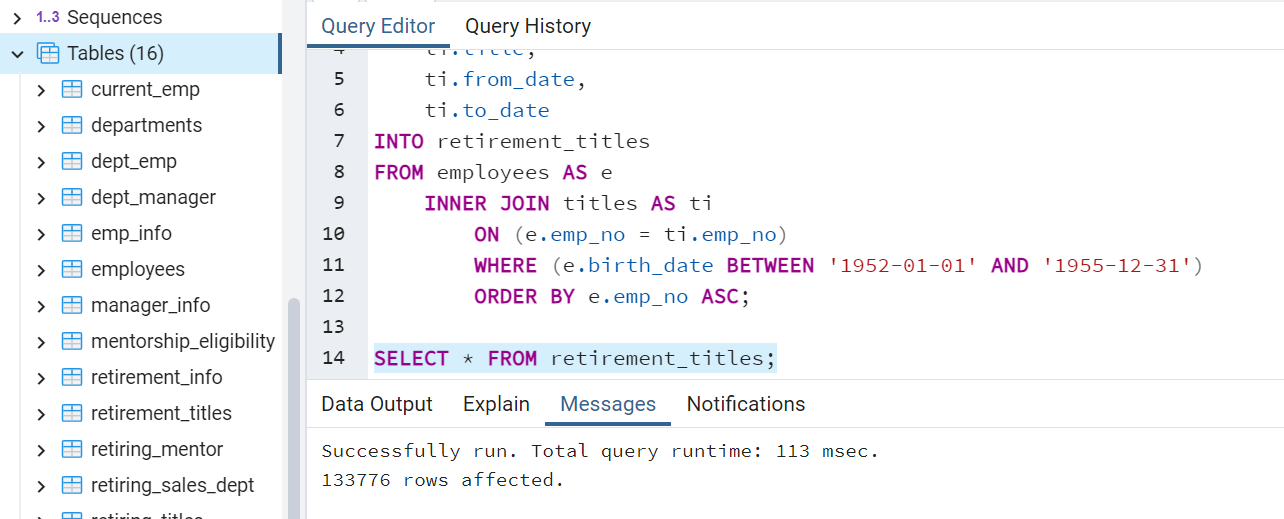 1..3 Sequences
Tables (16)
current_emp
departments
dept_emp
dept_manager
emp_info
employees
manager_info
mentorship_eligibility
retirement_info
retirement_titles
retiring_mentor
retiring_sales_dept
retiring_titles
Query Editor Query History
4 ti.title,
5 ti.from_date,
6 ti.to_date
7 INTO retirement_titles
8 FROM employees AS e
9 INNER JOIN titles AS ti
10 ON (e.emp_no = ti.emp_no)
11 WHERE (e.birth_date BETWEEN '1952-01-01' AND '1955-12-31')
12 ORDER BY e.emp_no ASC;
13
14 SELECT * FROM retirement_titles;
Data Output Explain Messages Notifications
Successfully run. Total query runtime: 113 msec.
133776 rows affected.